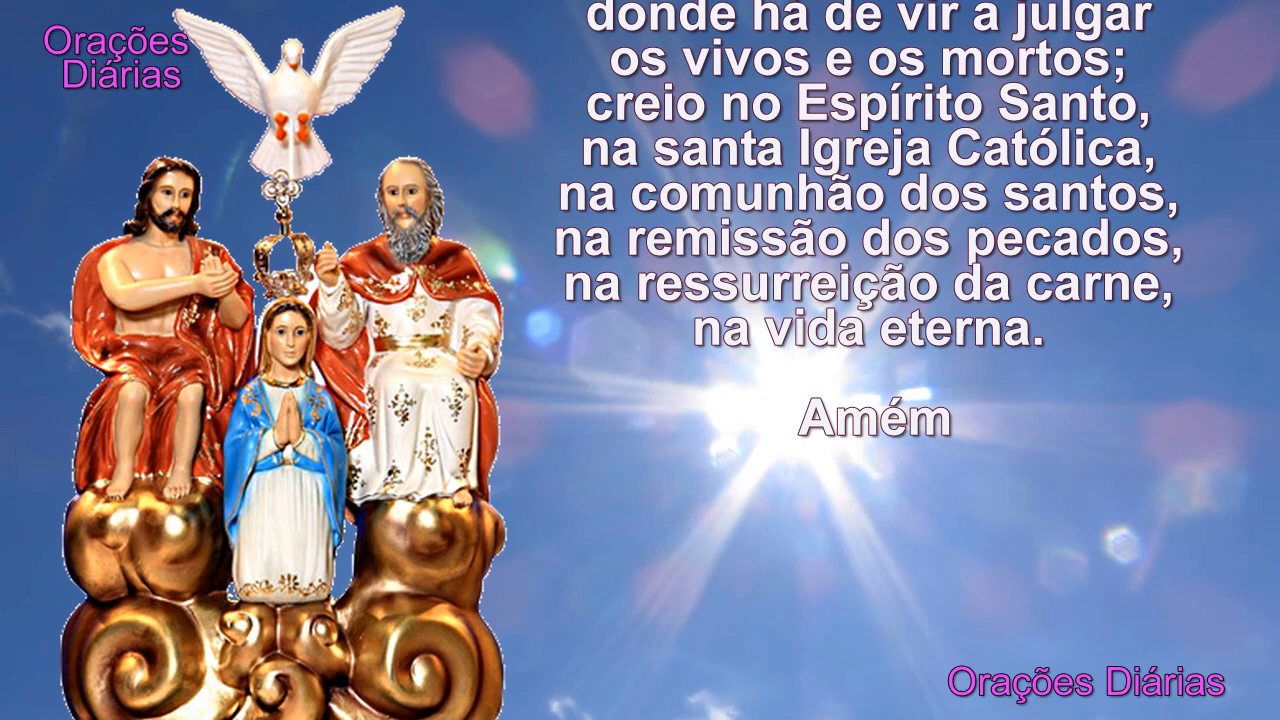 Orações
Diárias
donde há de vir a julgar
os vivos e os mortos;
creio no Espírito Santo,
na santa Igreja Católica,
na comunhão dos santos,
na remissão dos pecados,
na ressurreição da carne,
na vida eterna.
Amém
Orações Diárias